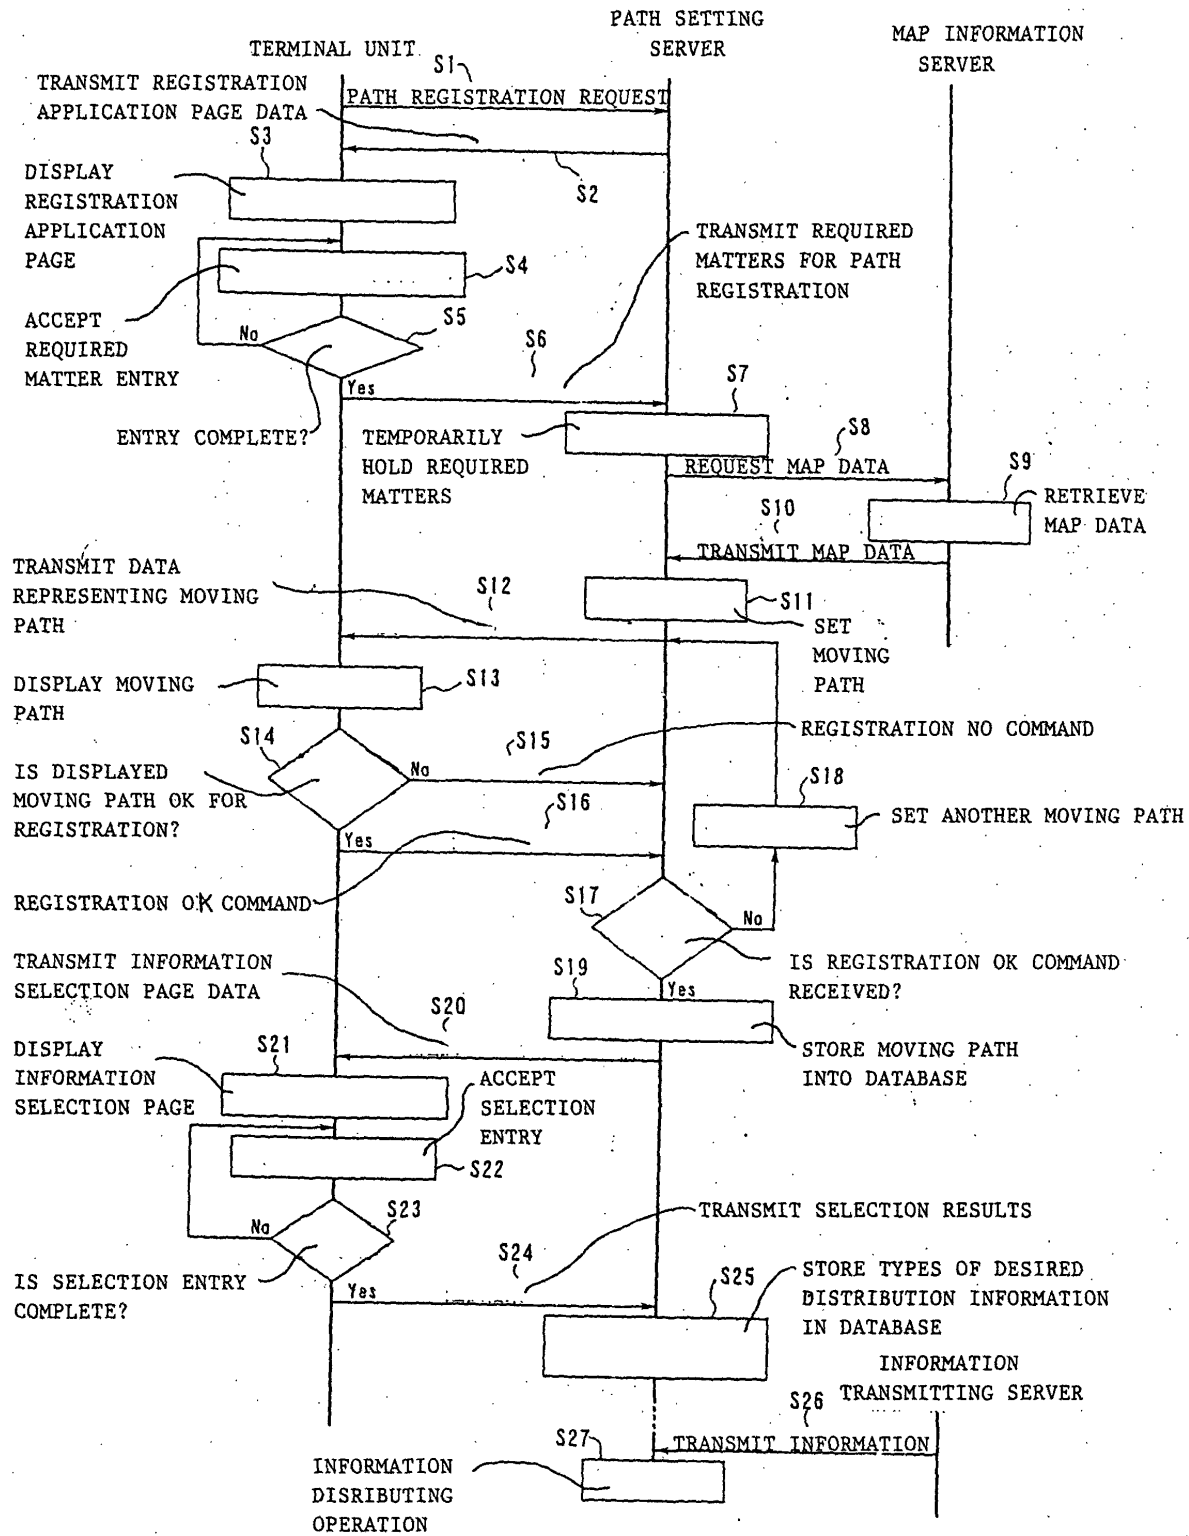 PATH SETTING
SERVER
MAP INFORMATION
SERVER
TERMINAL UNIT
S1
TRANSMIT REGISTRATION
APPLICATION PAGE DATA
PATH REGISTRATION REQUEST
S3
S2
DISPLAY
REGISTRATION
APPLICATION
PAGE
TRANSMIT REQUIRED
MATTERS FOR PATH
REGISTRATION
S4
ACCEPT
REQUIRED
MATTER ENTRY
No
S5
S6
Yes
S7
ENTRY COMPLETE?
TEMPORARILY
HOLD REQUIRED
MATTERS
S8
REQUEST MAP DATA
S9
RETRIEVE
MAP DATA
S10
TRANSMIT MAP DATA
TRANSMIT DATA
REPRESENTING MOVING
PATH
S12
S11
SET
MOVING
PATH
DISPLAY MOVING
PATH
S13
S14
No
S15
REGISTRATION NO COMMAND
IS DISPLAYED
MOVING PATH OK FOR
REGISTRATION?
S18
S16
SET ANOTHER MOVING PATH
Yes
REGISTRATION OK COMMAND
S17
No
TRANSMIT INFORMATION
SELECTION PAGE DATA
IS REGISTRATION OK COMMAND
RECEIVED?
S19
Yes
S20
DISPLAY
INFORMATION
SELECTION PAGE
S21
STORE MOVING PATH
INTO DATABASE
ACCEPT
SELECTION
ENTRY
S22
S23
No
TRANSMIT SELECTION RESULTS
S24
IS SELECTION ENTRY
COMPLETE?
Yes
S25
STORE TYPES OF DESIRED
DISTRIBUTION INFORMATION
IN DATABASE
INFORMATION
TRANSMITTING SERVER
S26
TRANSMIT INFORMATION
S27
INFORMATION
DISRIBUTING
OPERATION